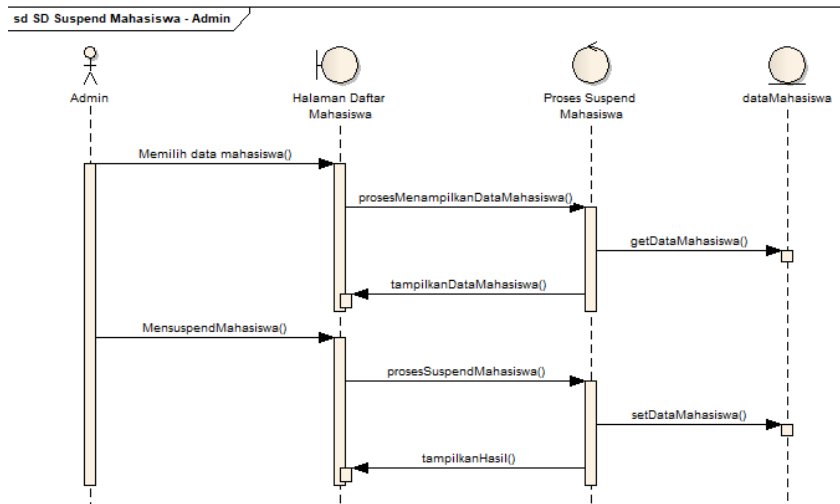 sd SD Suspend Mahasiswa - Admin
Admin
Halaman Daftar
Mahasiswa
Proses Suspend
Mahasiswa
dataMahasiswa
Memilih data mahasiswa()
prosesMenampilkanDataMahasiswa()
getDataMahasiswa()
tampilkanDataMahasiswa()
MensuspendMahasiswa()
prosesSuspendMahasiswa()
setDataMahasiswa()
tampilkanHasil()